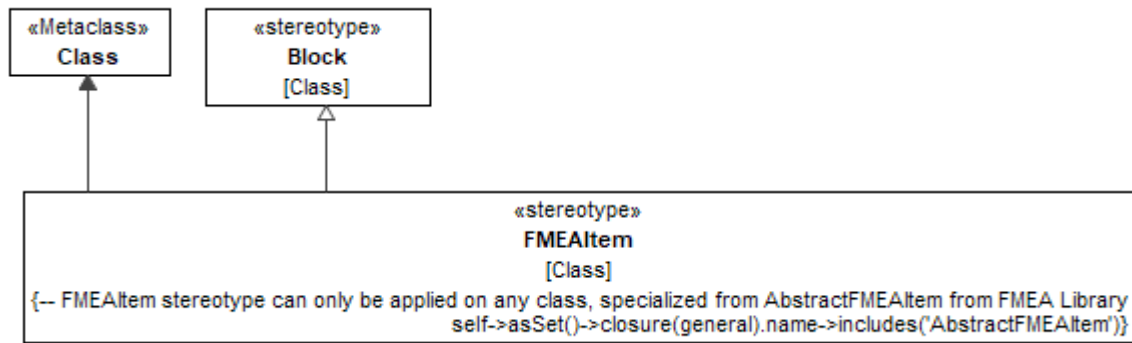 «Metaclass»
Class
«stereotype»
Block
[Class]
«stereotype»
FMEAItem
[Class]
{-- FMEAItem stereotype can only be applied on any class, specialized from AbstractFMEAItem from FMEA Library
self->asSet()->closure(general).name->includes('AbstractFMEAItem')}